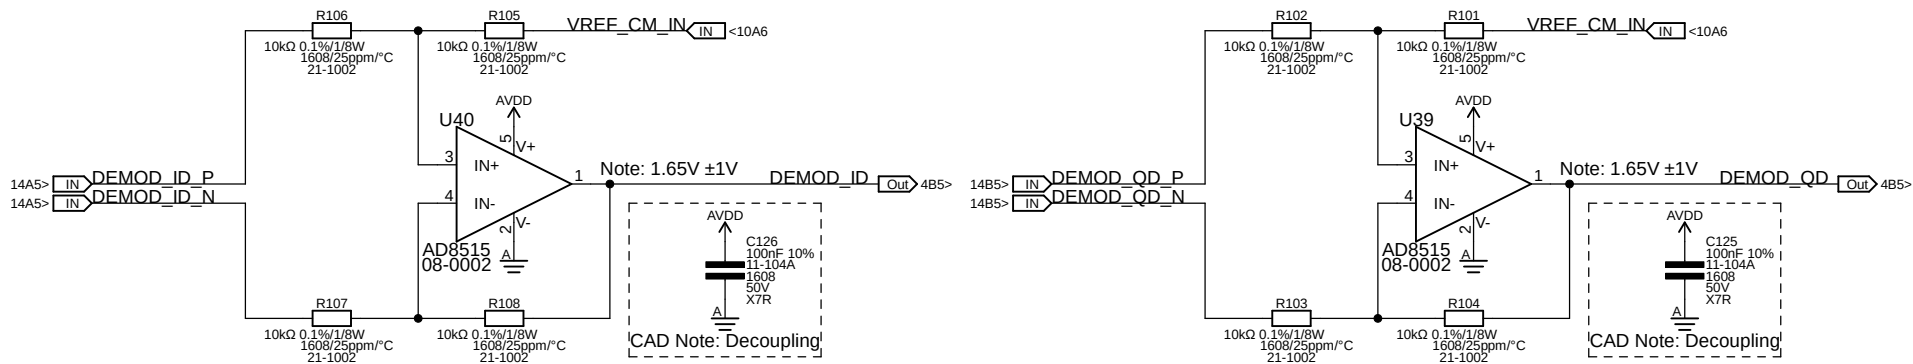 R106
10kΩ 0.1%/1/8W
1608/25ppm/°C
21-1002
R105
10kΩ 0.1%/1/8W
1608/25ppm/°C
21-1002
VREF_CM_IN
IN
<10A6
AVDD
U40
5
V+
3
IN+
4
IN-
1
2
V-
A
AD8515
08-0002
14A5>
IN
DEMOD_ID_P
14A5>
IN
DEMOD_ID_N
Note: 1.65V ±1V
DEMOD_ID
Out
4B5>
AVDD
C126
100nF 10%
11-104A
1608
50V
X7R
A
CAD Note: Decoupling
R107
10kΩ 0.1%/1/8W
1608/25ppm/°C
21-1002
R108
10kΩ 0.1%/1/8W
1608/25ppm/°C
21-1002
R102
10kΩ 0.1%/1/8W
1608/25ppm/°C
21-1002
R101
10kΩ 0.1%/1/8W
1608/25ppm/°C
21-1002
VREF_CM_IN
IN
<10A6
AVDD
U39
5
V+
3
IN+
4
IN-
1
2
V-
A
AD8515
08-0002
14B5>
IN
DEMOD_QD_P
14B5>
IN
DEMOD_QD_N
Note: 1.65V ±1V
DEMOD_QD
Out
4B5>
AVDD
C125
100nF 10%
11-104A
1608
50V
X7R
A
CAD Note: Decoupling
R103
10kΩ 0.1%/1/8W
1608/25ppm/°C
21-1002
R104
10kΩ 0.1%/1/8W
1608/25ppm/°C
21-1002